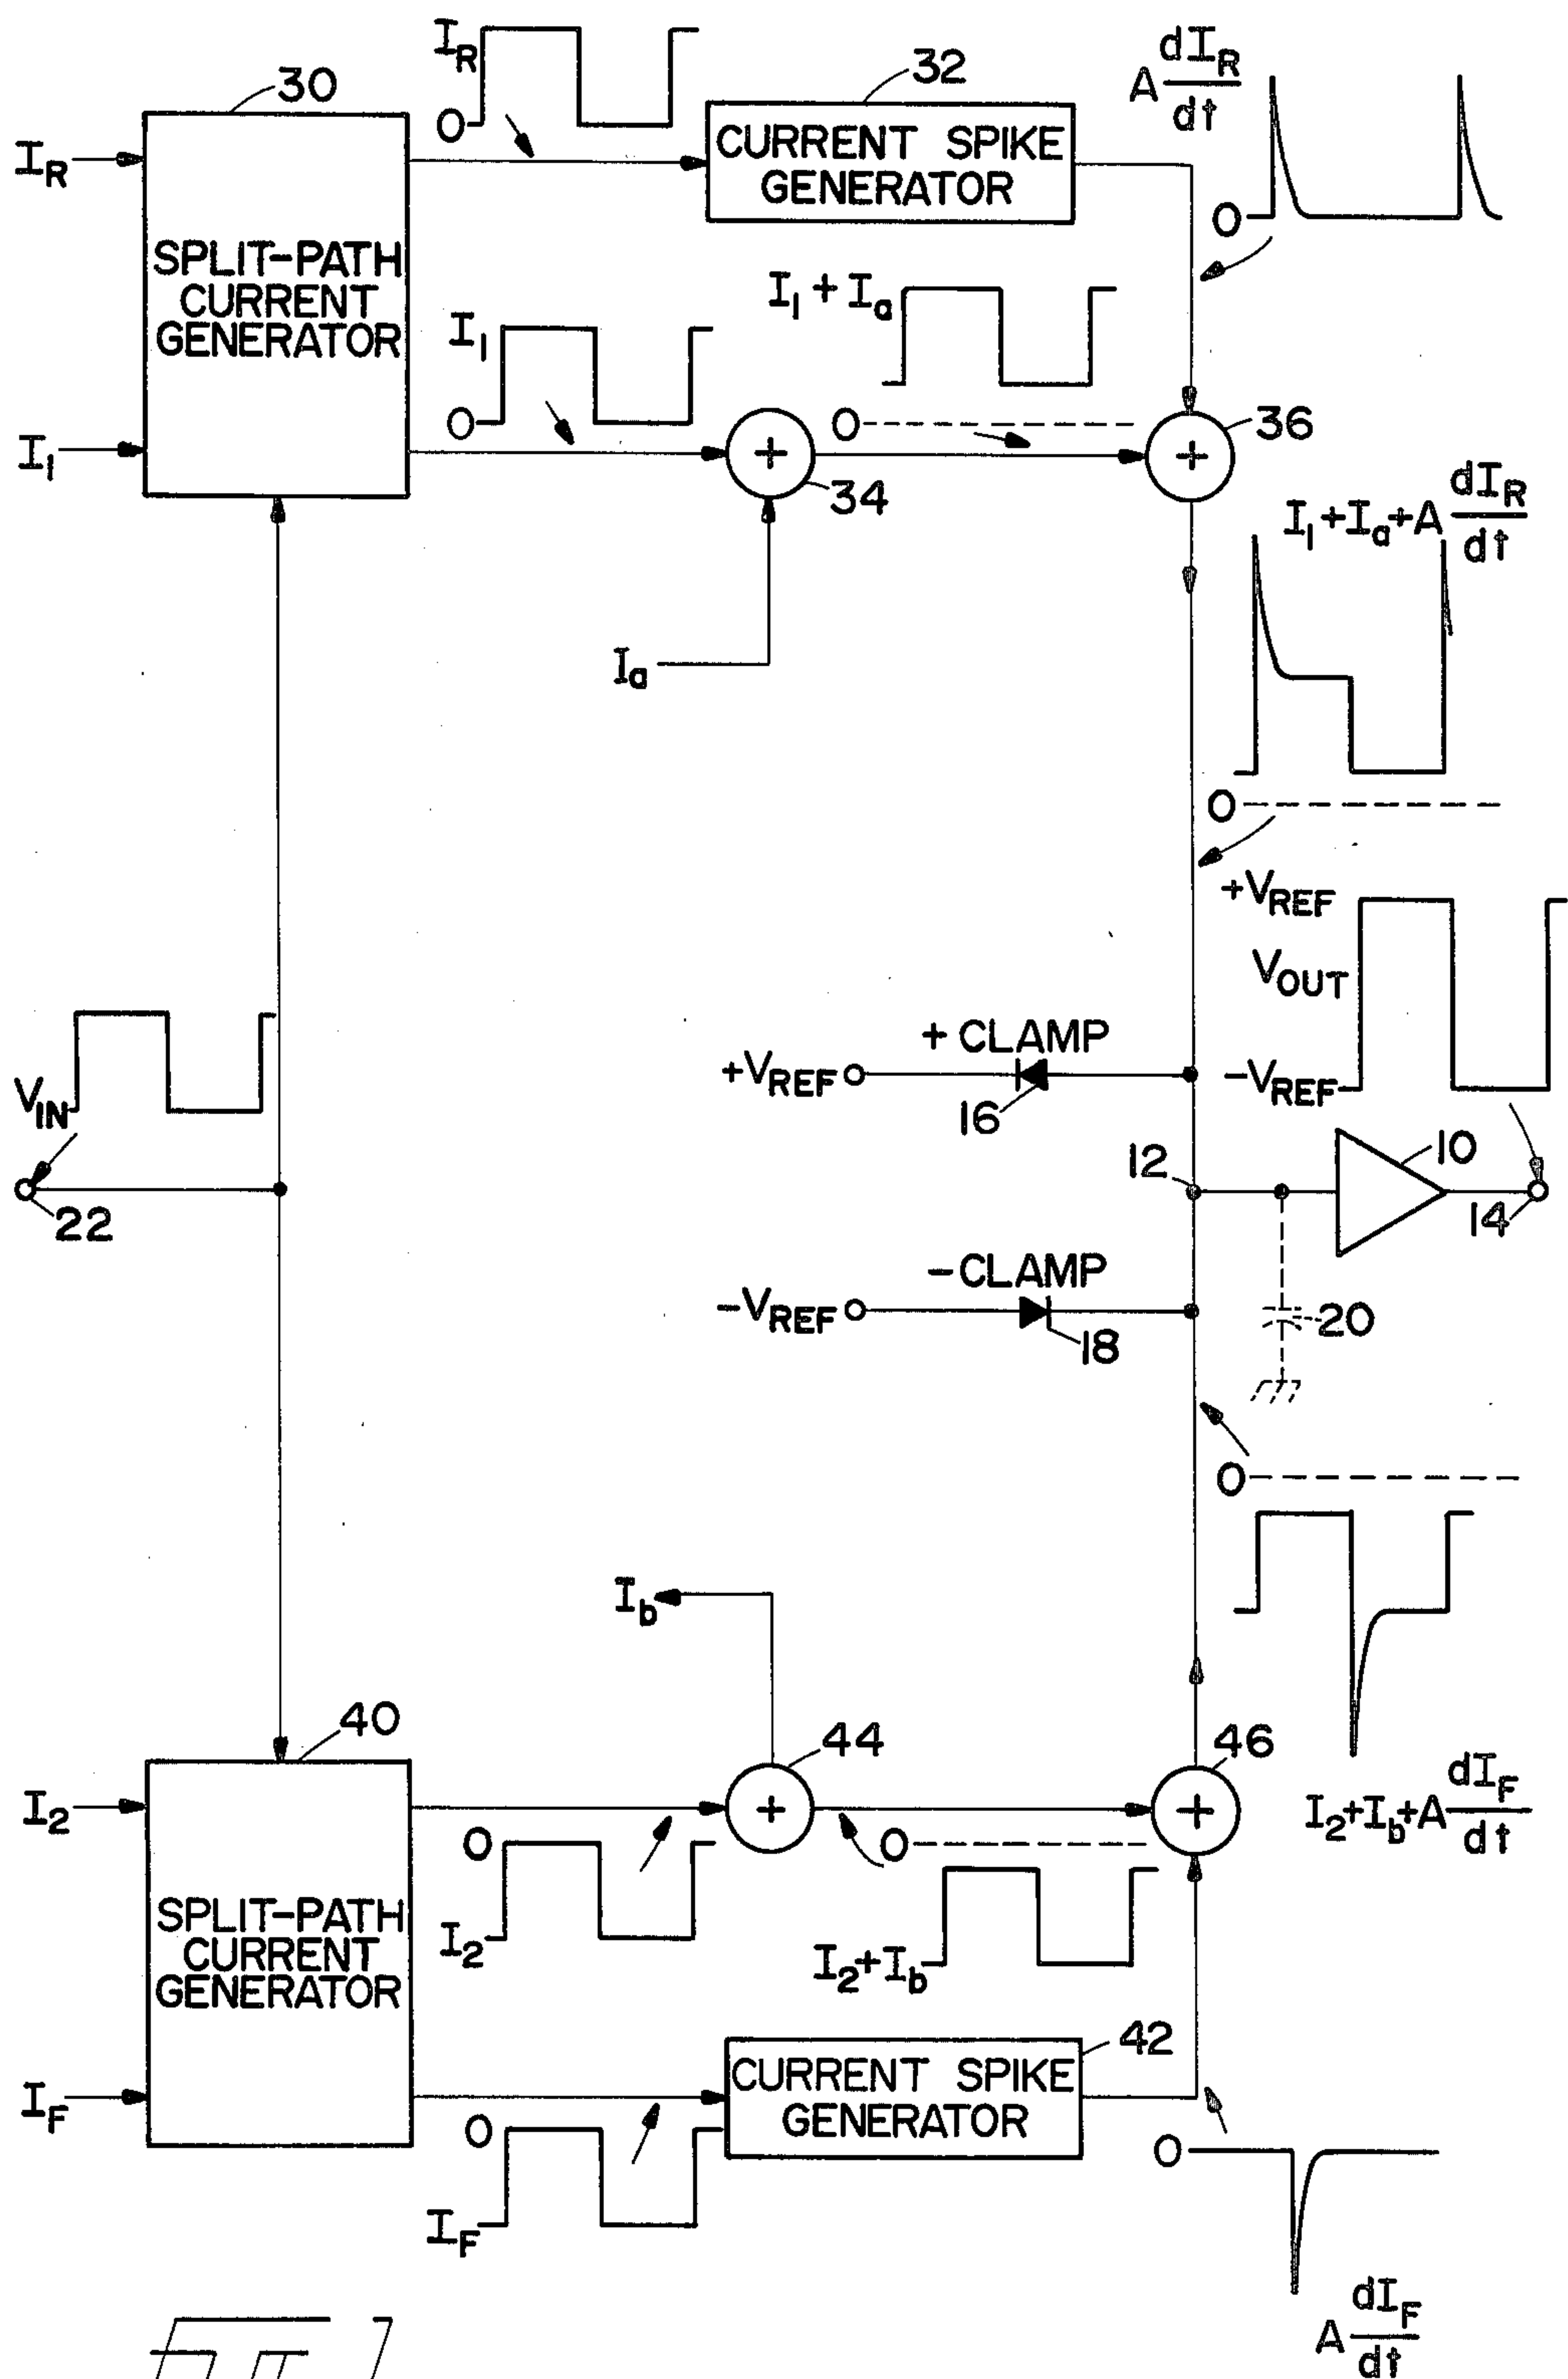 I_R
0
30
32
A dI_R/dt
I_R
CURRENT SPIKE
GENERATOR
0
SPLIT-PATH
CURRENT
GENERATOR
I_1 + I_a
I_1
0
0
36
I_1
+
+
34
I_1+I_a+A dI_R/dt
I_a
0
+V_REF
V_OUT
-V_REF
V_IN
+ CLAMP
+V_REF
16
22
12
10
14
- CLAMP
-V_REF
18
20
0
I_b
40
44
46
I_2
+
+
0
0
I_2+I_b+A dI_F/dt
SPLIT-PATH
CURRENT
GENERATOR
I_2
I_2+I_b
42
I_F
CURRENT SPIKE
GENERATOR
0
0
I_F
A dI_F/dt